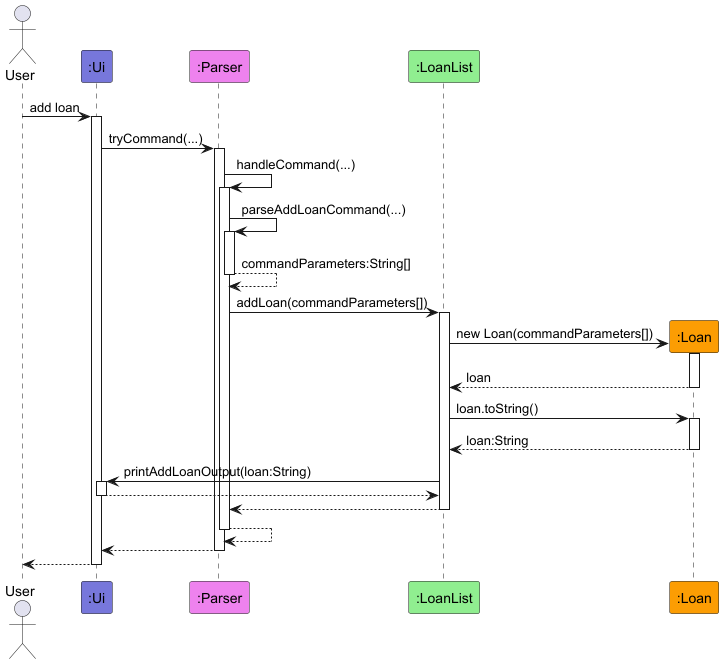 User
:Ui
:Parser
:LoanList
add loan
tryCommand(...)
handleCommand(...)
parseAddLoanCommand(...)
commandParameters:String[]
addLoan(commandParameters[])
new Loan(commandParameters[])
:Loan
loan
loan.toString()
loan:String
printAddLoanOutput(loan:String)
User
:Ui
:Parser
:LoanList
:Loan